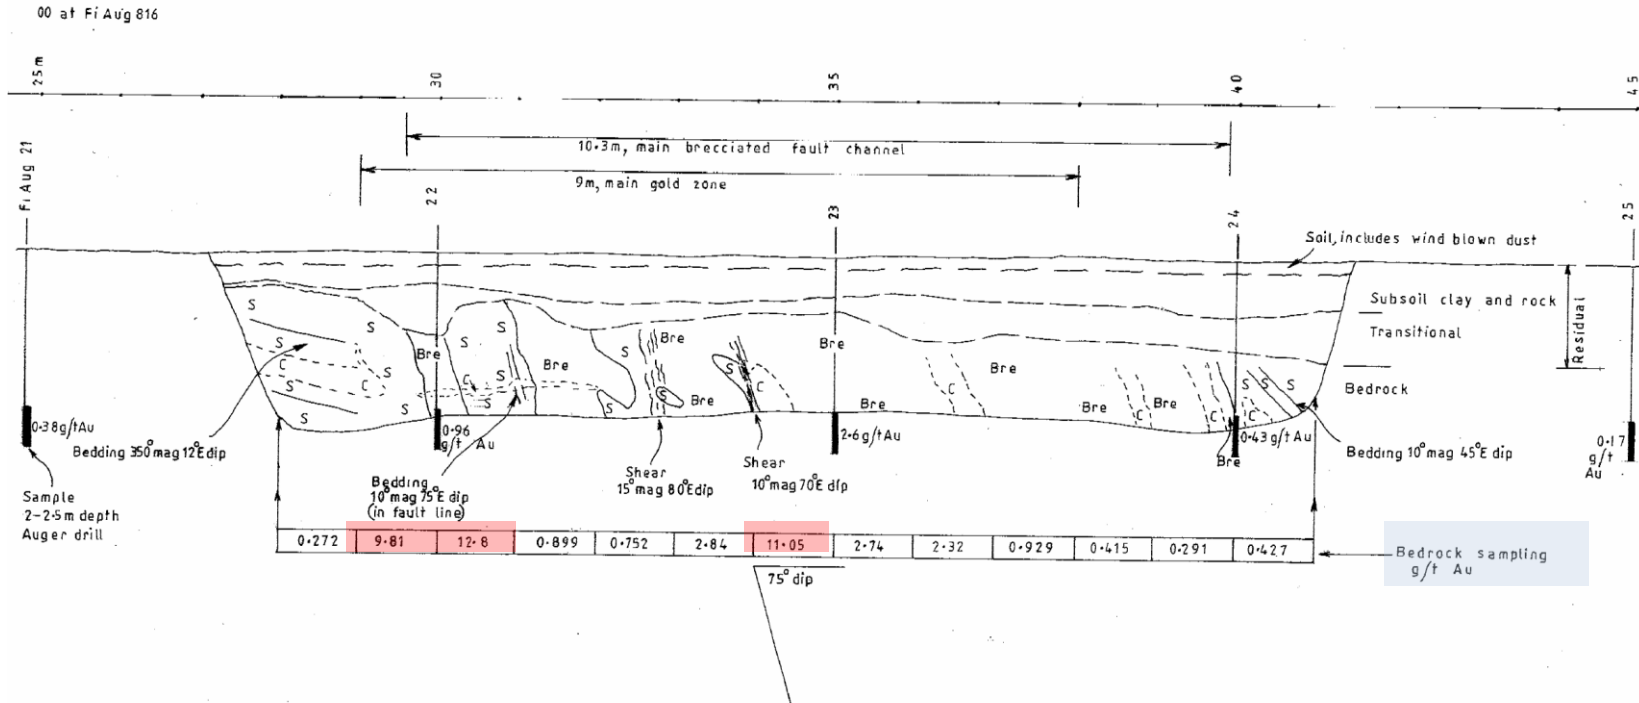 00 at Fi Aug 816
25m
30
35
40
45
10.3m, main brecciated fault channel
9m, main gold zone
Fi Aug 21
22
23
24
25
Soil, includes wind blown dust
Subsoil clay and rock
Transitional
Residual
Bedrock
S
S
S
S
S
C
S
S
C
S
S
Bre
S
S
C
S
S
Bre
S
S
Bre
S
Bre
S
C
Bre
Bre
C
Bre
Bre
C
Bre
C
S
S
S
C
Bre
0.38g/tAu
0.96
g/t Au
2.6g/tAu
0.43g/t Au
0.17
g/t
Au
Bedding 350°mag 12°E dip
Bedding
10°mag 75°E dip
(in fault line)
Shear
15°mag 80°Edip
Shear
10°mag 70°E dip
Bedding 10°mag 45°E dip
Sample
2-2.5m depth
Auger drill
0.272 9.81 12.8 0.899 0.752 2.84 11.05 2.74 2.32 0.929 0.415 0.291 0.427
Bedrock sampling
g/t Au
75° dip